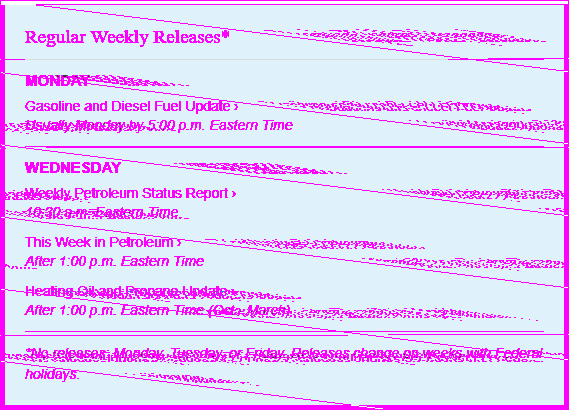 Regular Weekly Releases*
MONDAY
Gasoline and Diesel Fuel Update ›
Usually Monday by 5:00 p.m. Eastern Time
WEDNESDAY
Weekly Petroleum Status Report ›
10:30 a.m. Eastern Time
This Week in Petroleum ›
After 1:00 p.m. Eastern Time
Heating Oil and Propane Update ›
After 1:00 p.m. Eastern Time (Oct.-March)
*No releases: Monday, Tuesday, or Friday. Releases change on weeks with Federal
holidays.